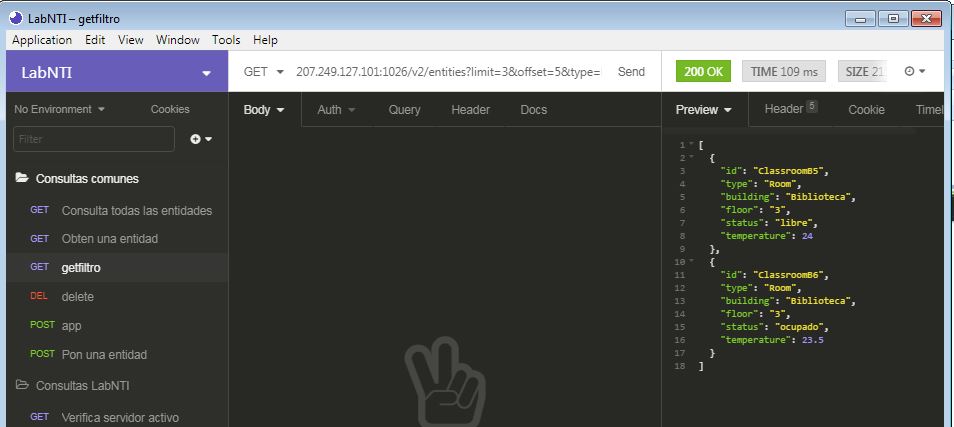 LabNTI – getfiltro
Application Edit View Window Tools Help
LabNTI
GET 207.249.127.101:1026/v2/entities?limit=3&offset=5&type= Send
200 OK TIME 109 ms SIZE 21
No Environment Cookies
Body Auth Query Header Docs
Preview Header 5 Cookie Timel
Filter
Consultas comunes
GET Consulta todas las entidades
GET Obten una entidad
GET getfiltro
DEL delete
POST app
POST Pon una entidad
Consultas LabNTI
GET Verifica servidor activo
1 [
2 {
3 "id": "ClassroomB5",
4 "type": "Room",
5 "building": "Biblioteca",
6 "floor": "3",
7 "status": "libre",
8 "temperature": 24
9 },
10 {
11 "id": "ClassroomB6",
12 "type": "Room",
13 "building": "Biblioteca",
14 "floor": "3",
15 "status": "ocupado",
16 "temperature": 23.5
17 }
18 ]